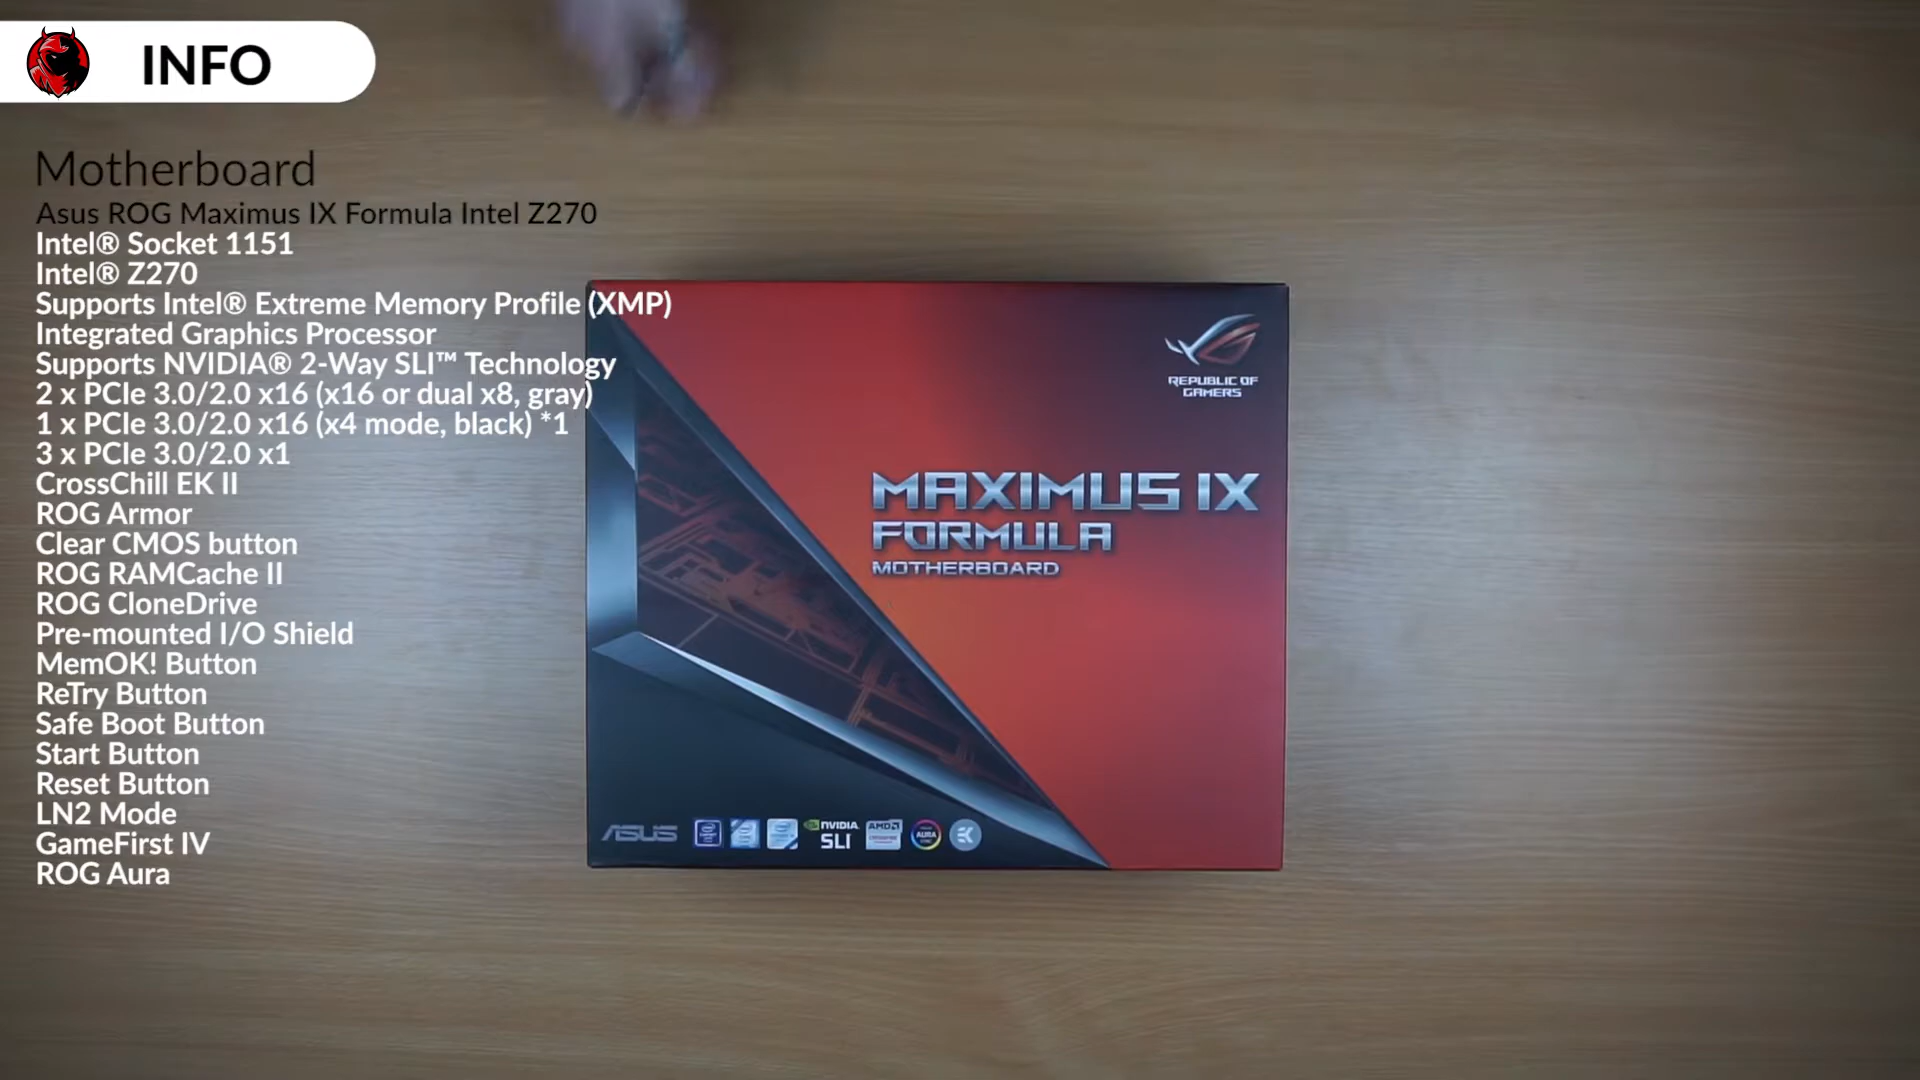 INFO
Motherboard
Asus ROG Maximus IX Formula Intel Z270
Intel® Socket 1151
Intel® Z270
Supports Intel® Extreme Memory Profile (XMP)
Integrated Graphics Processor
Supports NVIDIA® 2-Way SLI™ Technology
2 x PCIe 3.0/2.0 x16 (x16 or dual x8, gray)
1 x PCIe 3.0/2.0 x16 (x4 mode, black) *1
3 x PCIe 3.0/2.0 x1
CrossChill EK II
ROG Armor
Clear CMOS button
ROG RAMCache II
ROG CloneDrive
Pre-mounted I/O Shield
MemOK! Button
ReTry Button
Safe Boot Button
Start Button
Reset Button
LN2 Mode
GameFirst IV
ROG Aura
REPUBLIC OF
GAMERS
MAXIMUS IX
FORMULA
MOTHERBOARD
ASUS
NVIDIA
SLI
AMD
AURA
EK